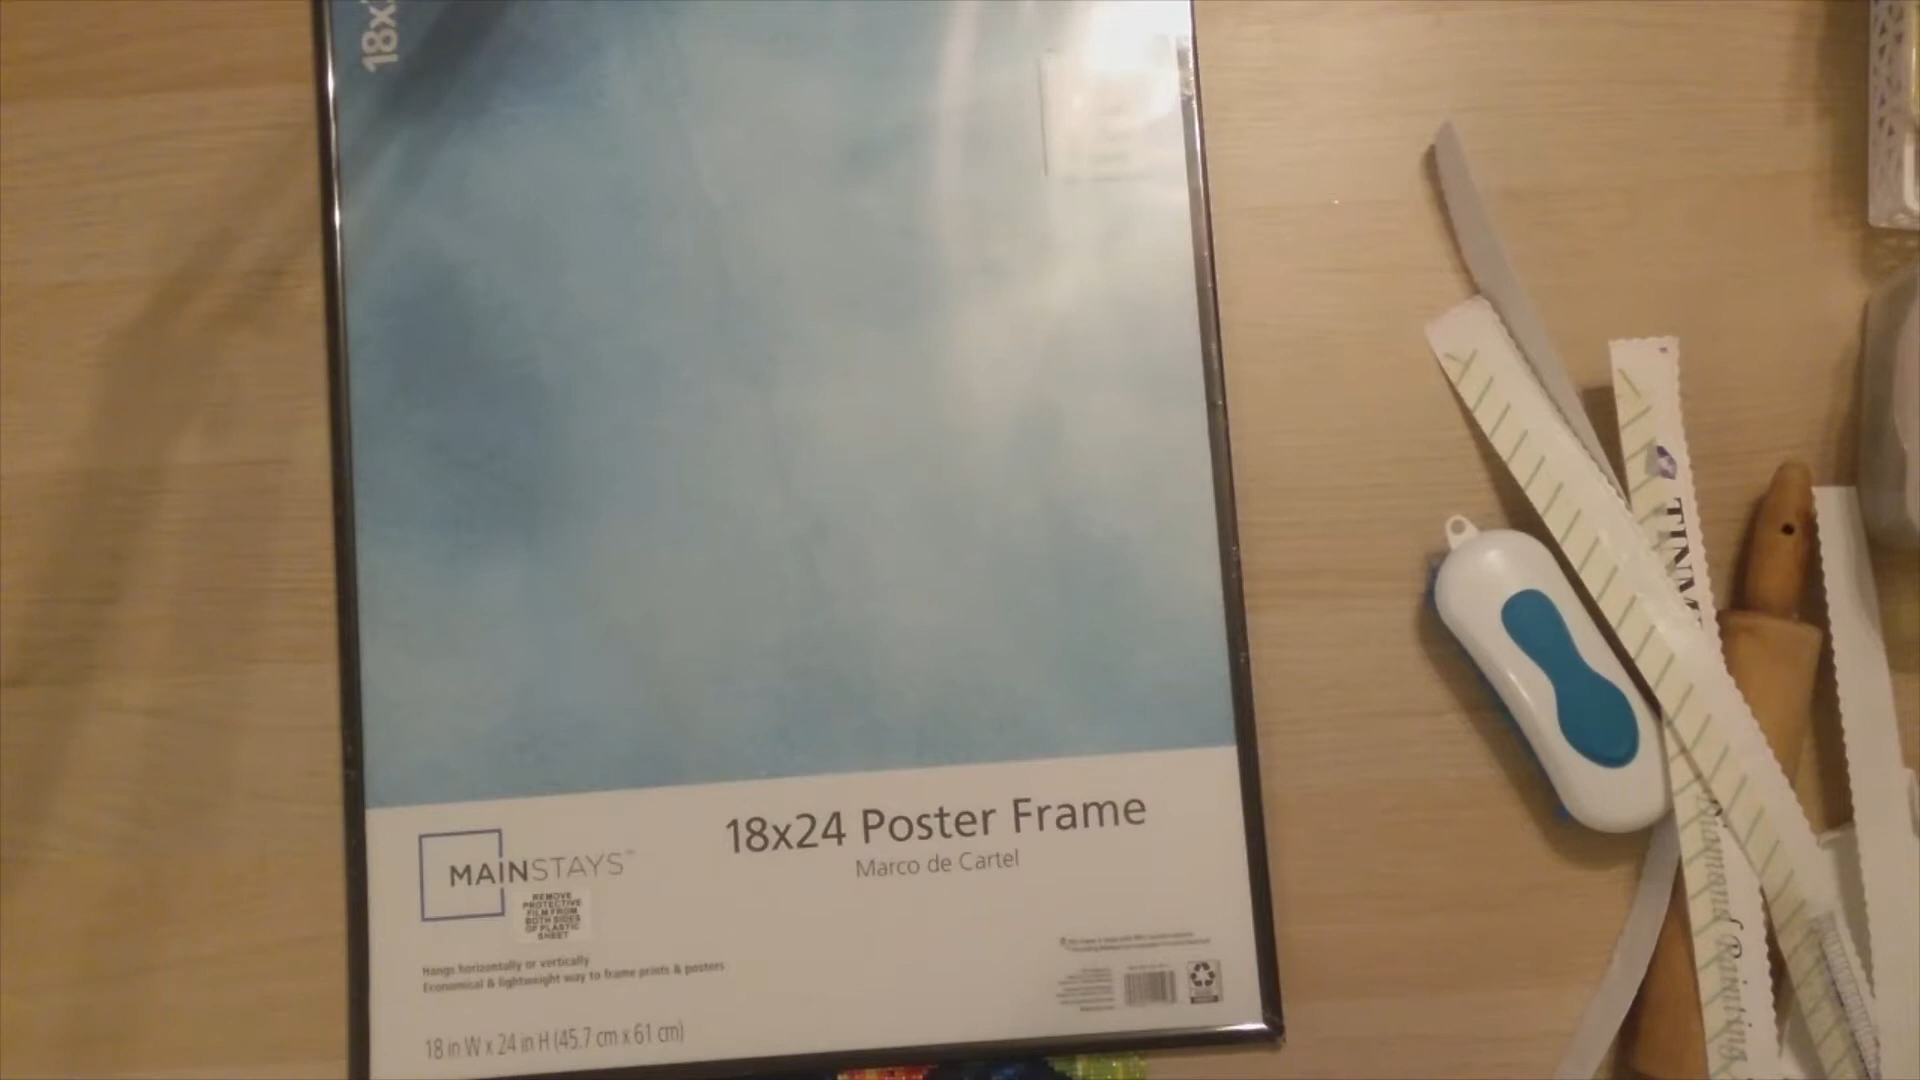 18x
18x24 Poster Frame
Marco de Cartel
MAINSTAYS™
REMOVE
PROTECTIVE
FILM FROM
BOTH SIDES
OF PLASTIC
SHEET
Hangs horizontally or vertically
Economical & lightweight way to frame prints & posters
18 in W x 24 in H (45.7 cm x 61 cm)
Diamond Painting